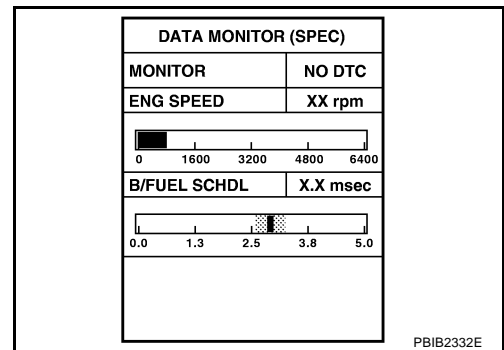 DATA MONITOR (SPEC)
MONITOR NO DTC
ENG SPEED XX rpm
0 1600 3200 4800 6400
B/FUEL SCHDL X.X msec
0.0 1.3 2.5 3.8 5.0
PBIB2332E